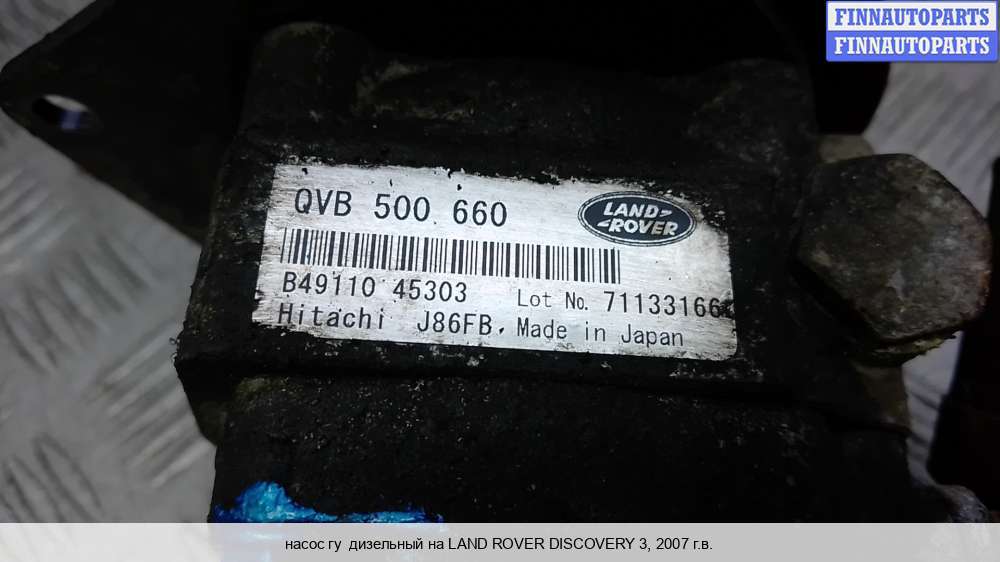 FINNAUTOPARTS
FINNAUTOPARTS
QVB 500 660
LAND-
-ROVER
B49110 45303 Lot No. 71133166
Hitachi J86FB. Made in Japan
насос гу дизельный на LAND ROVER DISCOVERY 3, 2007 г.в.